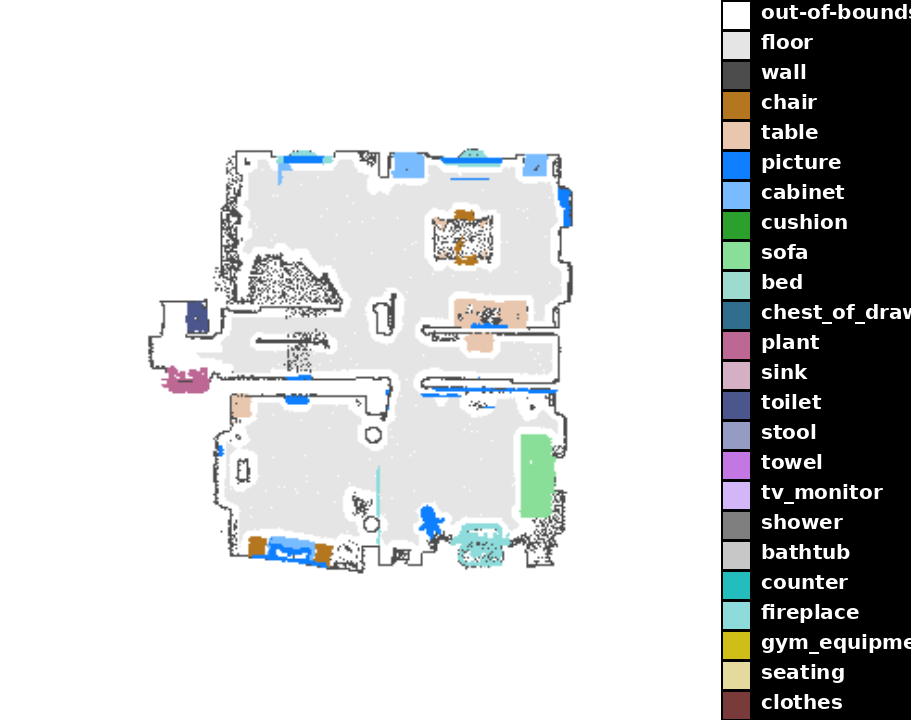 out-of-bounds
floor
wall
chair
table
picture
cabinet
cushion
sofa
bed
chest_of_draw
plant
sink
toilet
stool
towel
tv_monitor
shower
bathtub
counter
fireplace
gym_equipme
seating
clothes